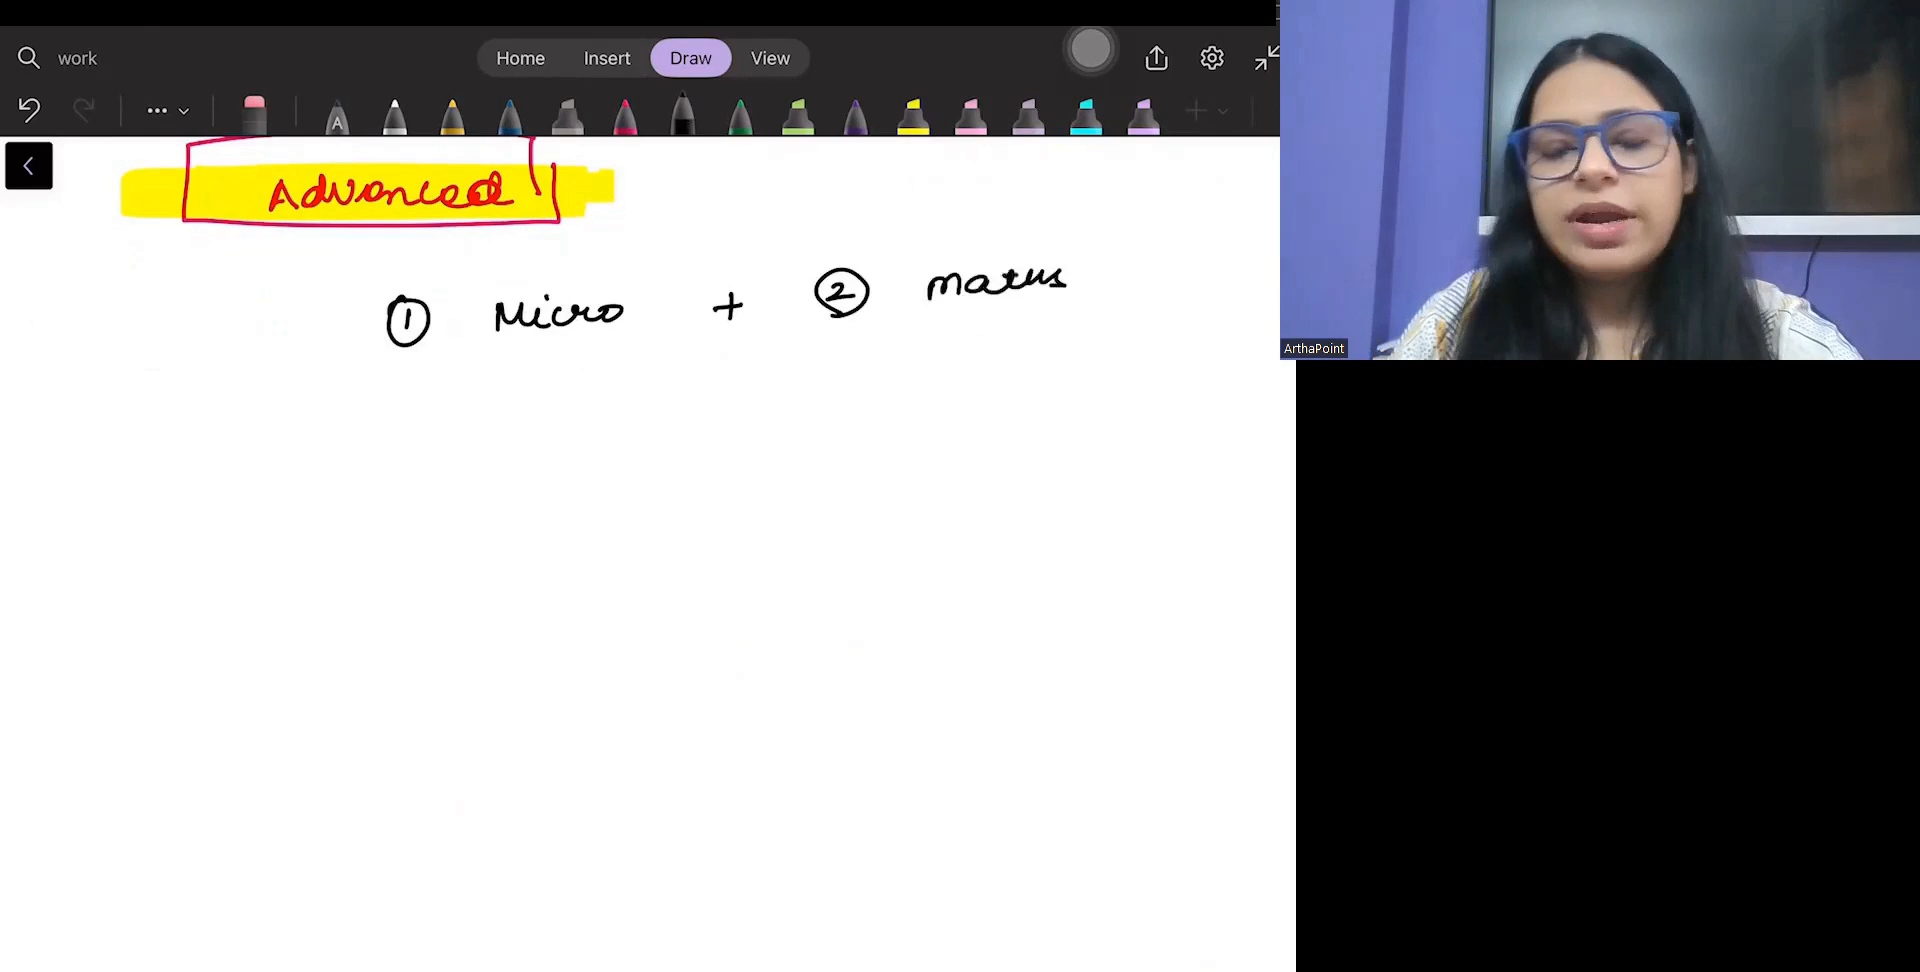 work
Home Insert Draw View
A
Advanced
① Micro + ② maths
ArthaPoint